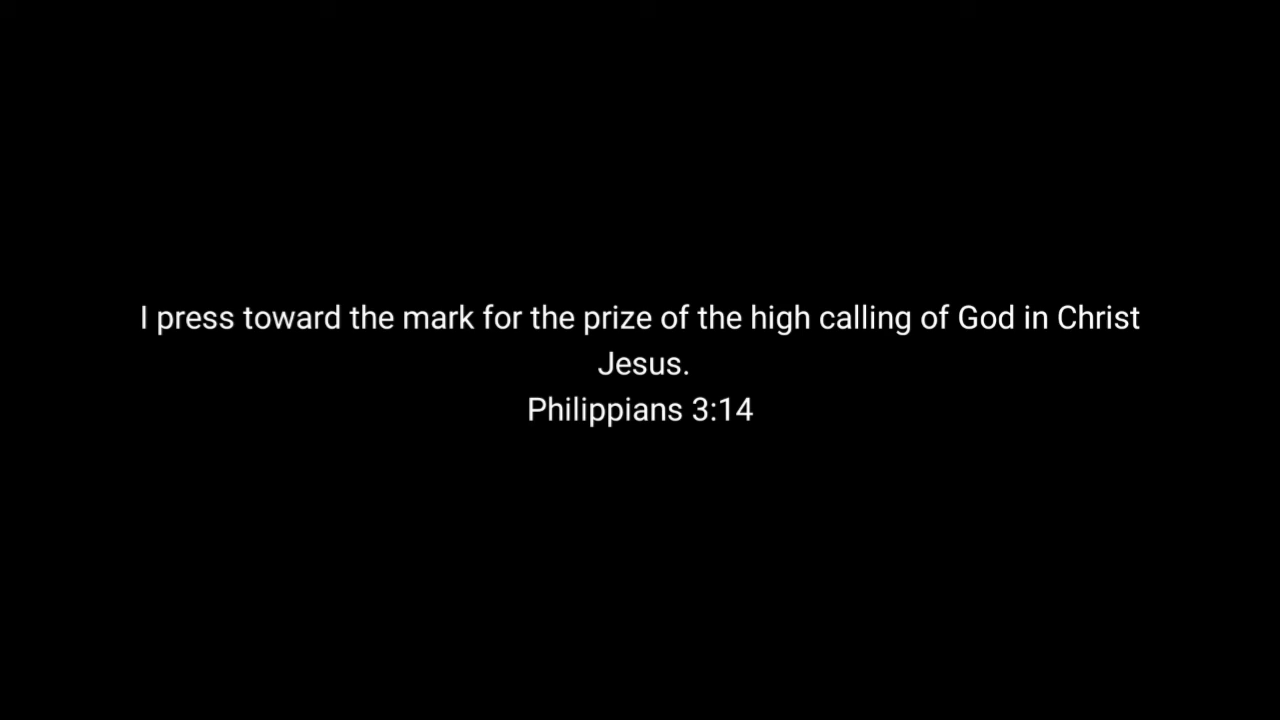 I press toward the mark for the prize of the high calling of God in Christ
Jesus.
Philippians 3:14